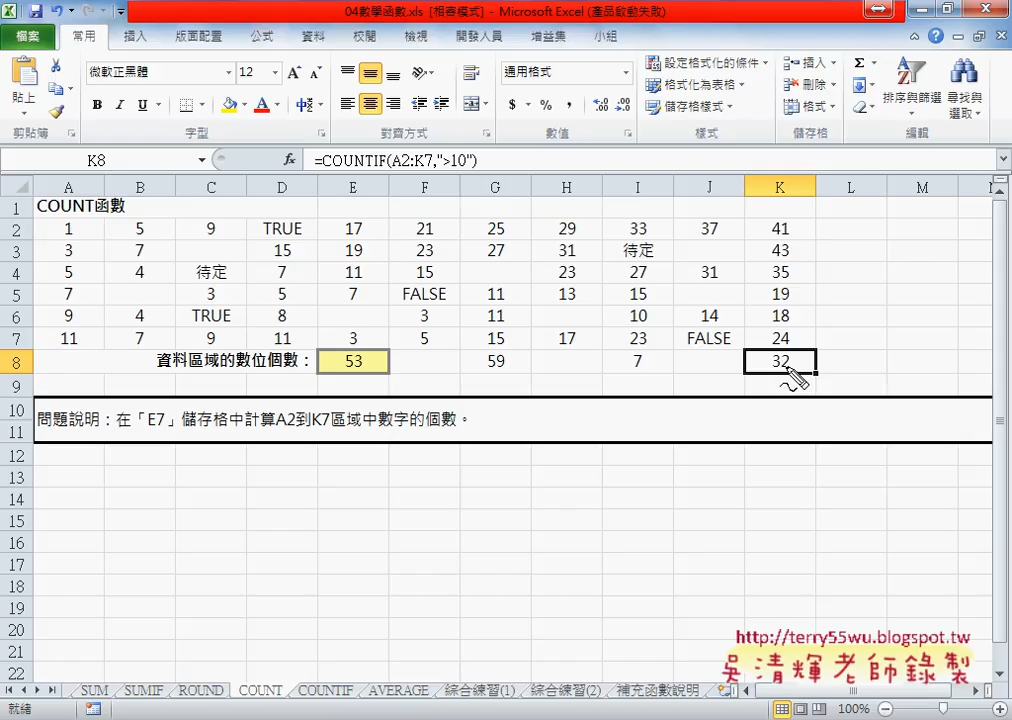 04數學函數.xls [相容模式] - Microsoft Excel (產品啟動失敗)
檔案 常用 插入 版面配置 公式 資料 校閱 檢視 開發人員 增益集 小組
貼上 微軟正黑體 12 通用格式 設定格式化的條件 插入 Σ
B I U A 中 $ % , 格式化為表格 刪除 排序與篩選 尋找與選取
儲存格樣式 格式
剪貼簿 字型 對齊方式 數值 樣式 儲存格 編輯
K8 fx =COUNTIF(A2:K7,">10")
A B C D E F G H I J K L M
1 COUNT函數
2 1 5 9 TRUE 17 21 25 29 33 37 41
3 3 7 15 19 23 27 31 待定 43
4 5 4 待定 7 11 15 23 27 31 35
5 7 3 5 7 FALSE 11 13 15 19
6 9 4 TRUE 8 3 11 10 14 18
7 11 7 9 11 3 5 15 17 23 FALSE 24
8 資料區域的數位個數： 53 59 7 32
9
10
問題說明：在「E7」儲存格中計算A2到K7區域中數字的個數。
11
12
13
14
15
16
17
18
19
20
21
22
http://terry55wu.blogspot.tw
吳清輝老師錄製
SUM SUMIF ROUND COUNT COUNTIF AVERAGE 綜合練習(1) 綜合練習(2) 補充函數說明
就緒 100%